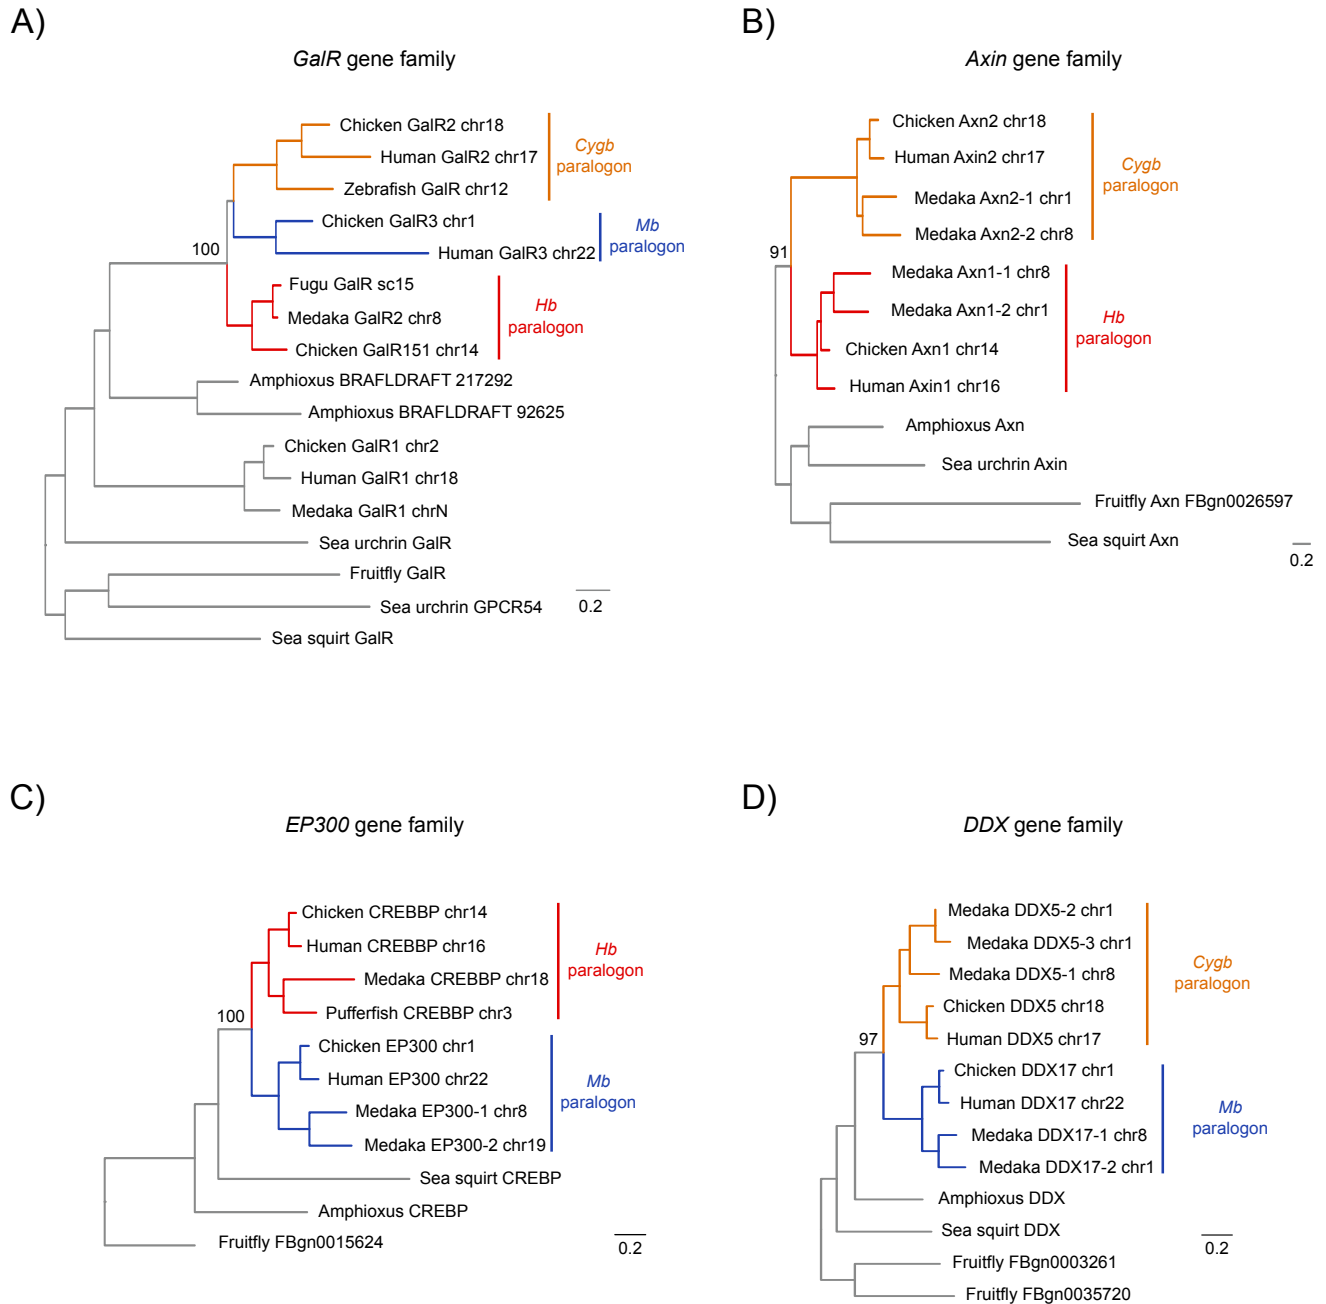 A)
GalR gene family
Chicken GalR2 chr18
Human GalR2 chr17
Zebrafish GalR chr12
Cygb
paralogon
Chicken GalR3 chr1
Human GalR3 chr22
Mb
paralogon
100
Fugu GalR sc15
Medaka GalR2 chr8
Chicken GalR151 chr14
Hb
paralogon
Amphioxus BRAFLDRAFT 217292
Amphioxus BRAFLDRAFT 92625
Chicken GalR1 chr2
Human GalR1 chr18
Medaka GalR1 chrN
Sea urchrin GalR
Fruitfly GalR
Sea urchrin GPCR54
Sea squirt GalR
0.2
B)
Axin gene family
Chicken Axn2 chr18
Human Axin2 chr17
Medaka Axn2-1 chr1
Medaka Axn2-2 chr8
Cygb
paralogon
91
Medaka Axn1-1 chr8
Medaka Axn1-2 chr1
Chicken Axn1 chr14
Human Axin1 chr16
Hb
paralogon
Amphioxus Axn
Sea urchrin Axin
Fruitfly Axn FBgn0026597
Sea squirt Axn
0.2
C)
EP300 gene family
Chicken CREBBP chr14
Human CREBBP chr16
Medaka CREBBP chr18
Pufferfish CREBBP chr3
Hb
paralogon
100
Chicken EP300 chr1
Human EP300 chr22
Medaka EP300-1 chr8
Medaka EP300-2 chr19
Mb
paralogon
Sea squirt CREBP
Amphioxus CREBP
Fruitfly FBgn0015624
0.2
D)
DDX gene family
Medaka DDX5-2 chr1
Medaka DDX5-3 chr1
Medaka DDX5-1 chr8
Chicken DDX5 chr18
Human DDX5 chr17
Cygb
paralogon
97
Chicken DDX17 chr1
Human DDX17 chr22
Medaka DDX17-1 chr8
Medaka DDX17-2 chr1
Mb
paralogon
Amphioxus DDX
Sea squirt DDX
Fruitfly FBgn0003261
Fruitfly FBgn0035720
0.2